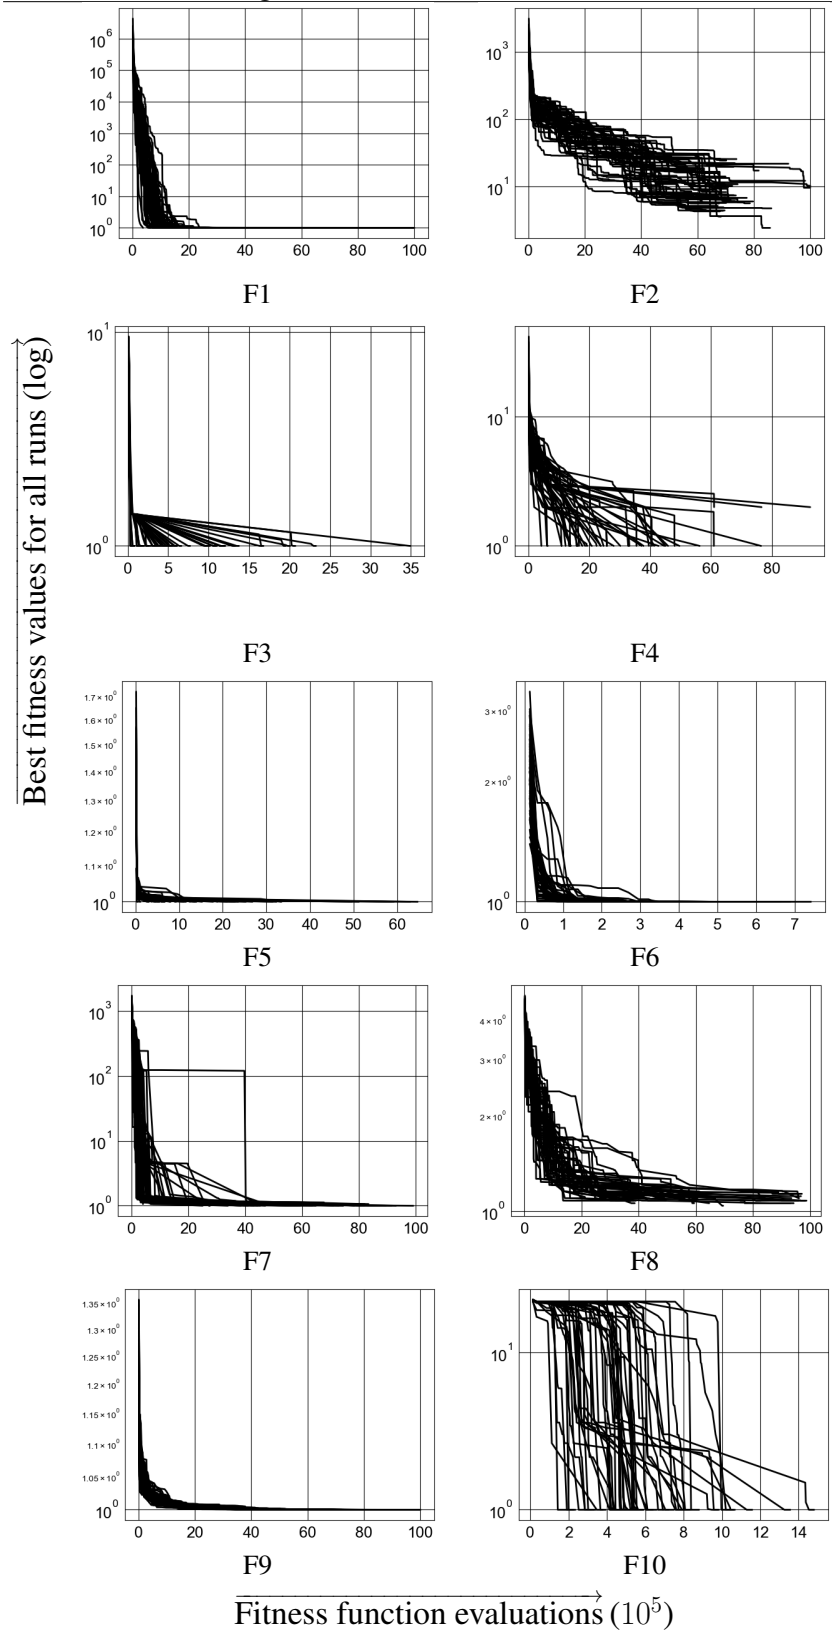 10^6 10^5 10^4 10^3 10^2 10^1 10^0
0 20 40 60 80 100
F1
10^3 10^2 10^1
0 20 40 60 80 100
F2
Best fitness values for all runs (log)
10^1 10^0
0 5 10 15 20 25 30 35
F3
10^1 10^0
0 20 40 60 80
F4
1.7 × 10^0 1.6 × 10^0 1.5 × 10^0 1.4 × 10^0 1.3 × 10^0 1.2 × 10^0 1.1 × 10^0 10^0
0 10 20 30 40 50 60
F5
3 × 10^0 2 × 10^0 10^0
0 1 2 3 4 5 6 7
F6
10^3 10^2 10^1 10^0
0 20 40 60 80 100
F7
4 × 10^0 3 × 10^0 2 × 10^0 10^0
0 20 40 60 80 100
F8
1.35 × 10^0 1.3 × 10^0 1.25 × 10^0 1.2 × 10^0 1.15 × 10^0 1.1 × 10^0 1.05 × 10^0 10^0
0 20 40 60 80 100
F9
10^1 10^0
0 2 4 6 8 10 12 14
F10
Fitness function evaluations (10^5)